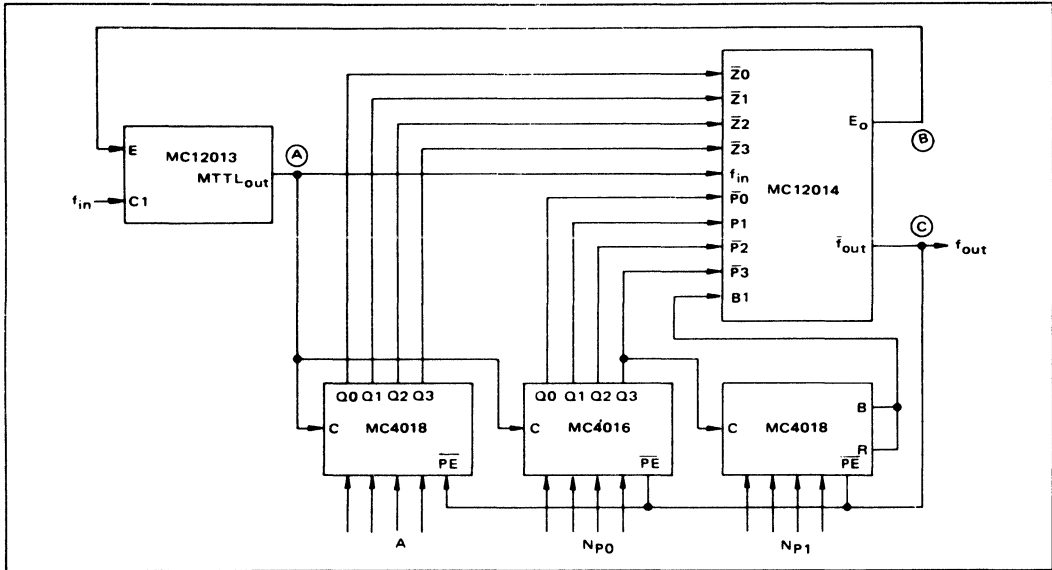 Z̅0
Z̅1
Z̅2
Z̅3
f_in
P̅0
P1
P̅2
P̅3
B1
MC12014
E_o
B
f̅_out
C
f_out
E
MC12013
MTTL_out
C1
f_in
A
Q0 Q1 Q2 Q3
C
MC4018
P̅E̅
Q0 Q1 Q2 Q3
C
MC4016
P̅E̅
C
MC4018
B
R
P̅E̅
A
N_P0
N_P1